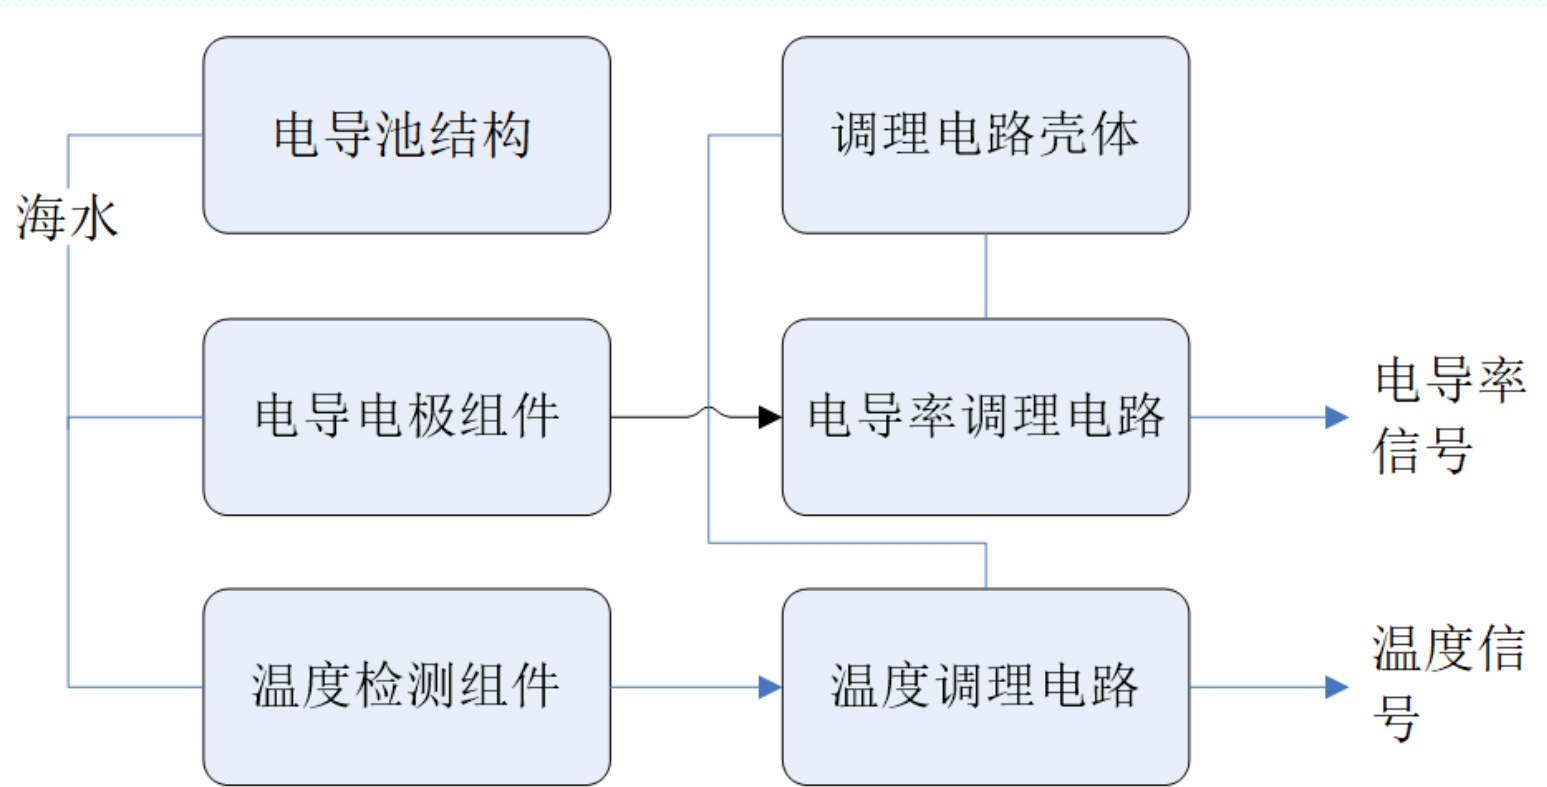 电导池结构
调理电路壳体
海水
电导电极组件
电导率调理电路
电导率
信号
温度检测组件
温度调理电路
温度信
号